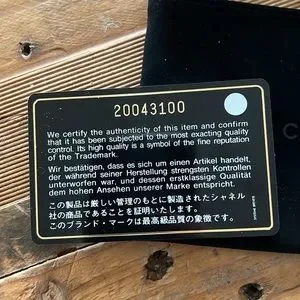 20043100
We certify the authenticity of this item and confirm
that it has been subjected to the most exacting quality
control. Its high quality is a symbol of the fine reputation
of the Trademark.
Wir bestätigen, dass es sich um einen Artikel handelt,
der während seiner Herstellung strengsten Kontrollen
unterworfen war, und dessen erstklassige Qualität
dem hohen Ansehen unserer Marke entspricht.
この製品は厳しい管理のもとに製造されたシャネル
社の商品であることを証明いたします。
このブランド・マークは最高級品質の象徴です。
C